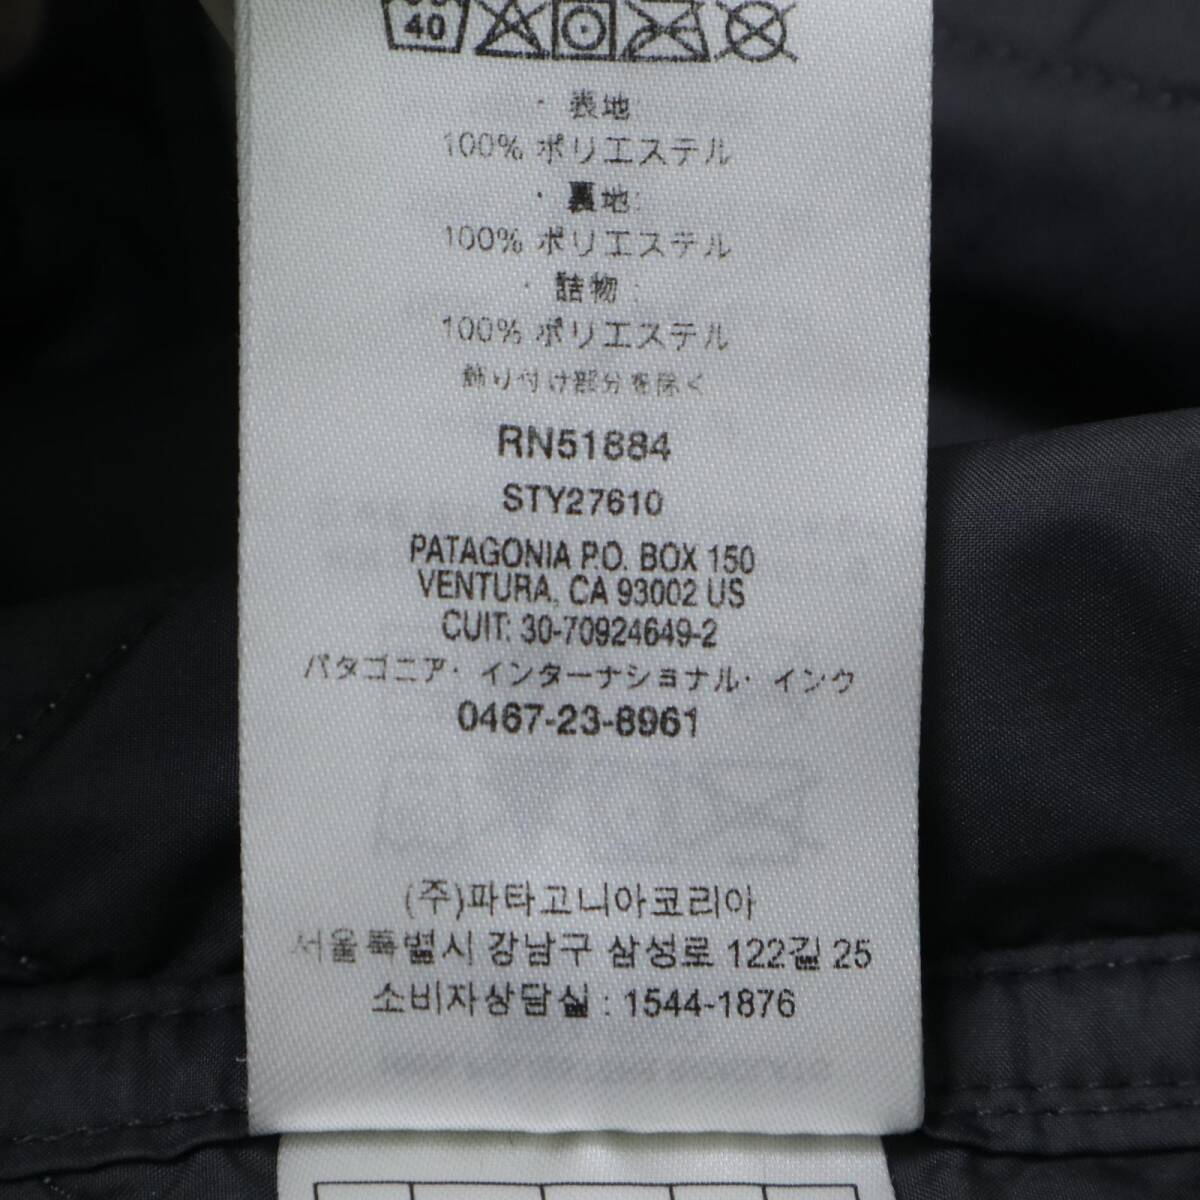 40
・表地:
100% ポリエステル
・裏地:
100% ポリエステル
・詰物:
100% ポリエステル
飾り付け部分を除く
RN51884
STY27610
PATAGONIA P.O. BOX 150
VENTURA, CA 93002 US
CUIT: 30-70924649-2
パタゴニア・インターナショナル・インク
0467-23-8961
(주)파타고니아코리아
서울특별시 강남구 삼성로 122길 25
소비자상담실 : 1544-1876